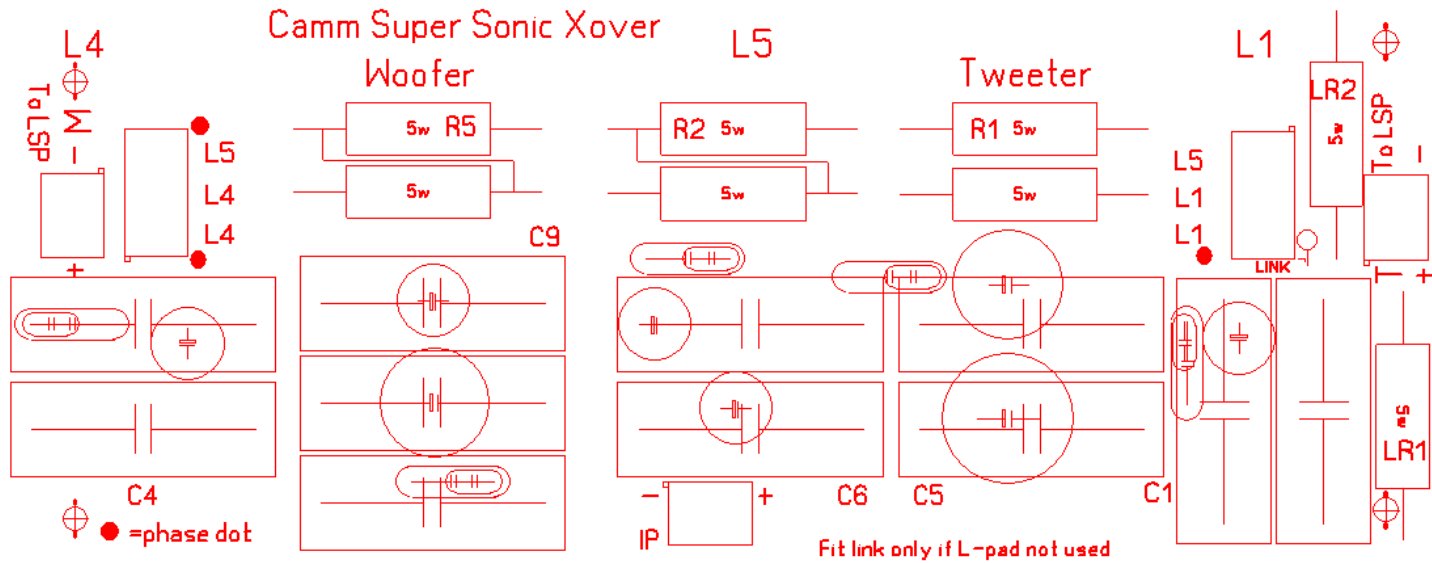 Camm Super Sonic Xover
L4
L5
L1
Woofer
Tweeter
To LSP
W
-
+
L5
L4
L4
5w R5
5w
R2 5w
5w
R1 5w
5w
L5
L1
L1
LINK
LR2
5w
To LSP
-
T +
C9
C4
C6
C5
C1
5w
LR1
- +
IP
=phase dot
Fit link only if L-pad not used